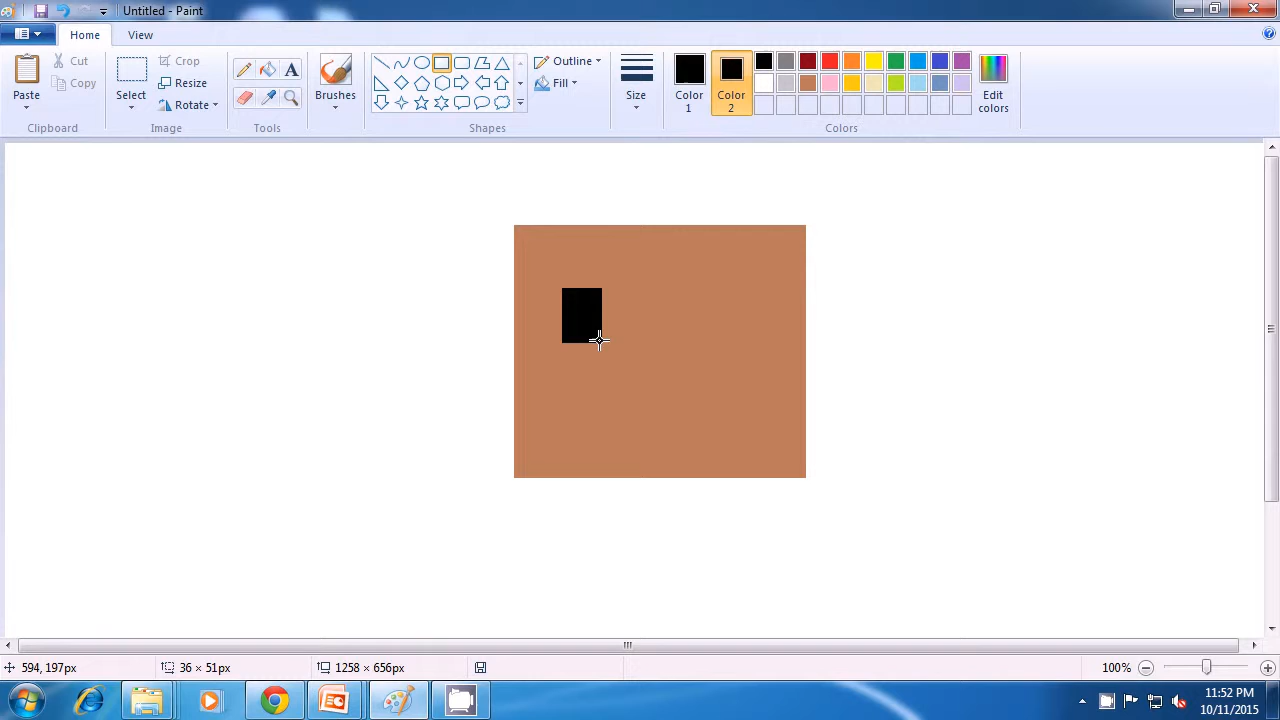 Untitled - Paint
Home View
Paste
Cut
Copy
Clipboard
Select
Crop
Resize
Rotate
Image
A
Tools
Brushes
Outline
Fill
Shapes
Size
Color 1
Color 2
Edit colors
Colors
594, 197px
36 × 51px
1258 × 656px
100%
11:52 PM
10/11/2015